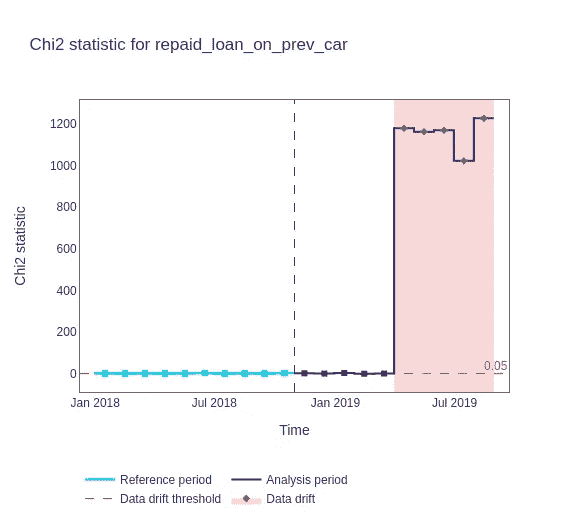 Chi2 statistic for repaid_loan_on_prev_car
Chi2 statistic
1200
1000
800
600
400
200
0
0.05
Jan 2018 Jul 2018 Jan 2019 Jul 2019
Time
Reference period Analysis period
Data drift threshold Data drift